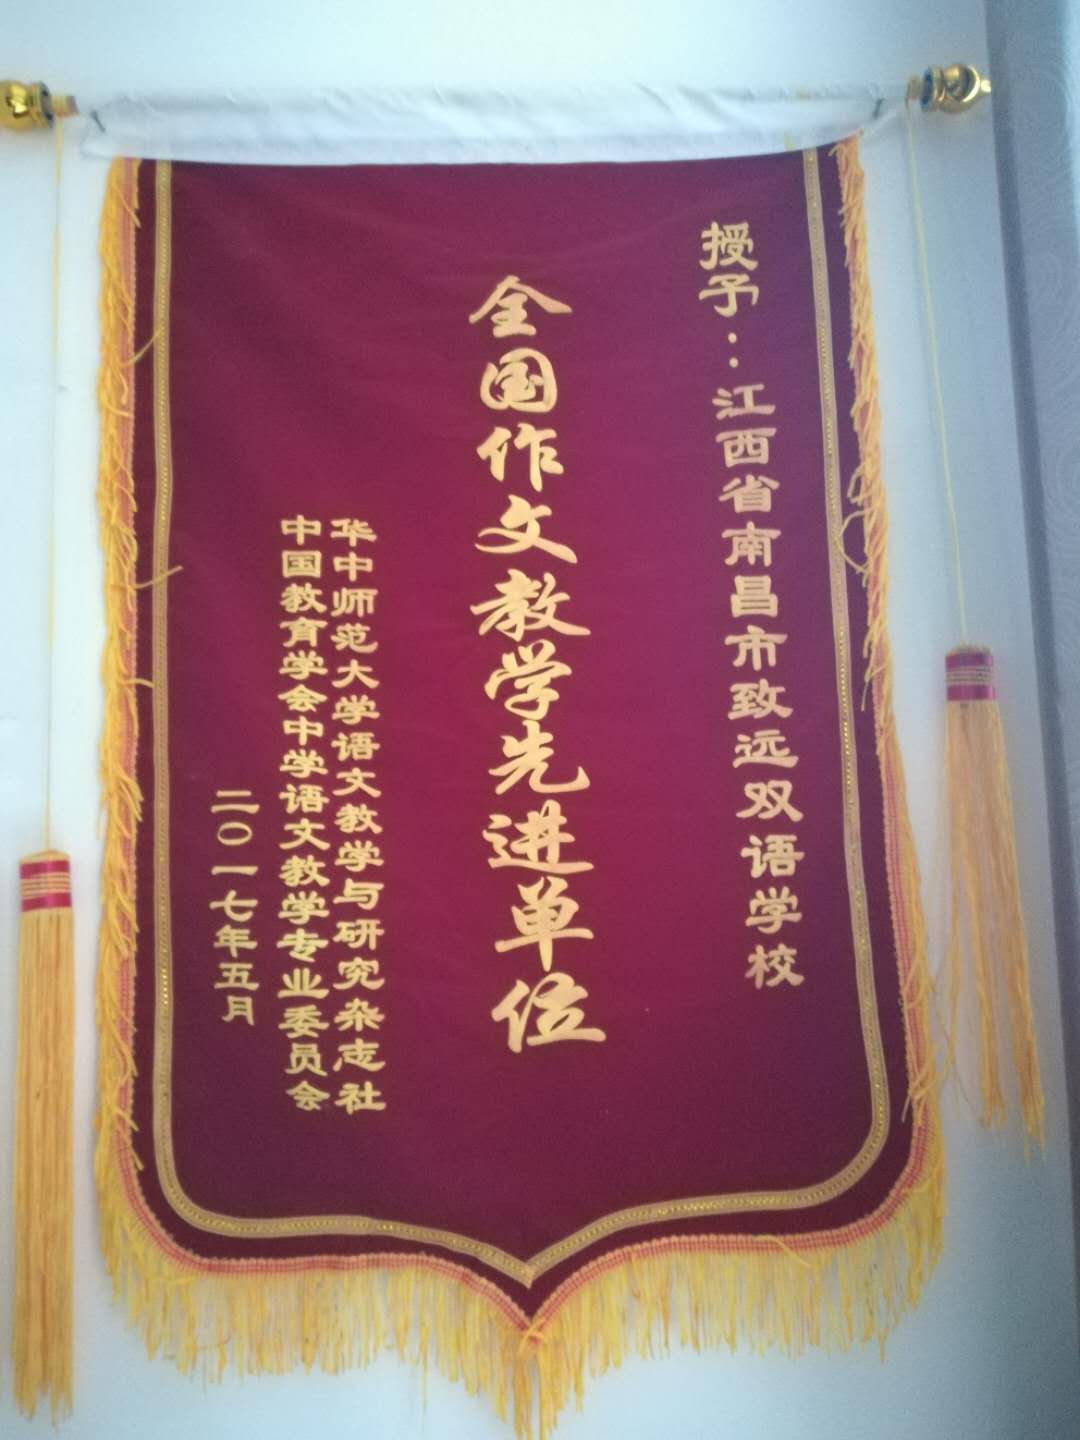 授予：江西省南昌市致远双语学校
全国作文教学先进单位
华中师范大学语文教学与研究杂志社
中国教育学会中学语文教学专业委员会
二〇一七年五月